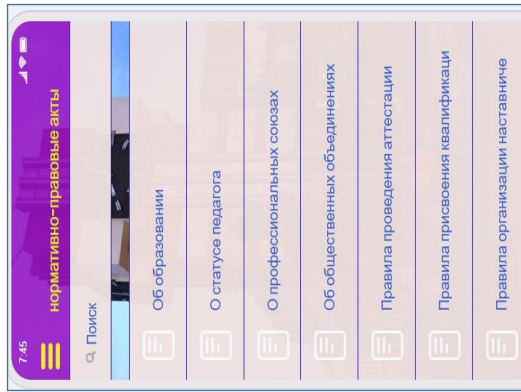 7:45
нормативно-правовые акты
Поиск
Об образовании
О статусе педагога
О профессиональных союзах
Об общественных объединениях
Правила проведения аттестации
Правила присвоения квалификаци
Правила организации наставниче